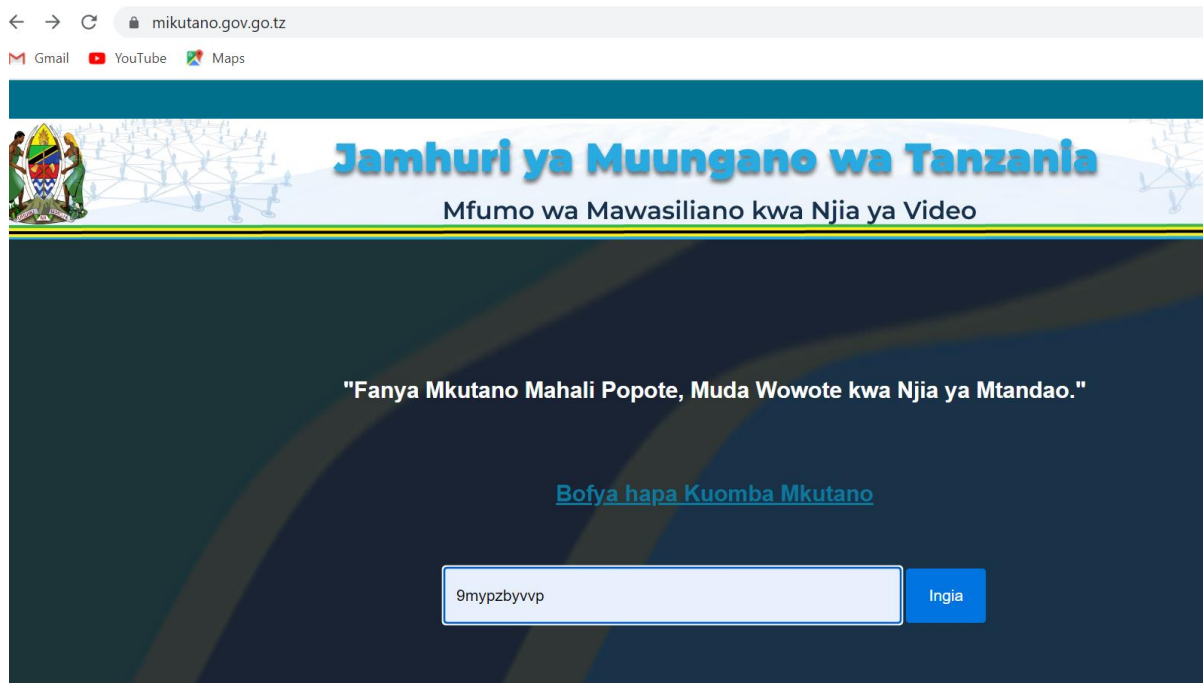 mikutano.gov.go.tz
Gmail YouTube Maps
Jamhuri ya Muungano wa Tanzania
Mfumo wa Mawasiliano kwa Njia ya Video
"Fanya Mkutano Mahali Popote, Muda Wowote kwa Njia ya Mtandao."
Bofya hapa Kuomba Mkutano
9mypzbyvvp Ingia